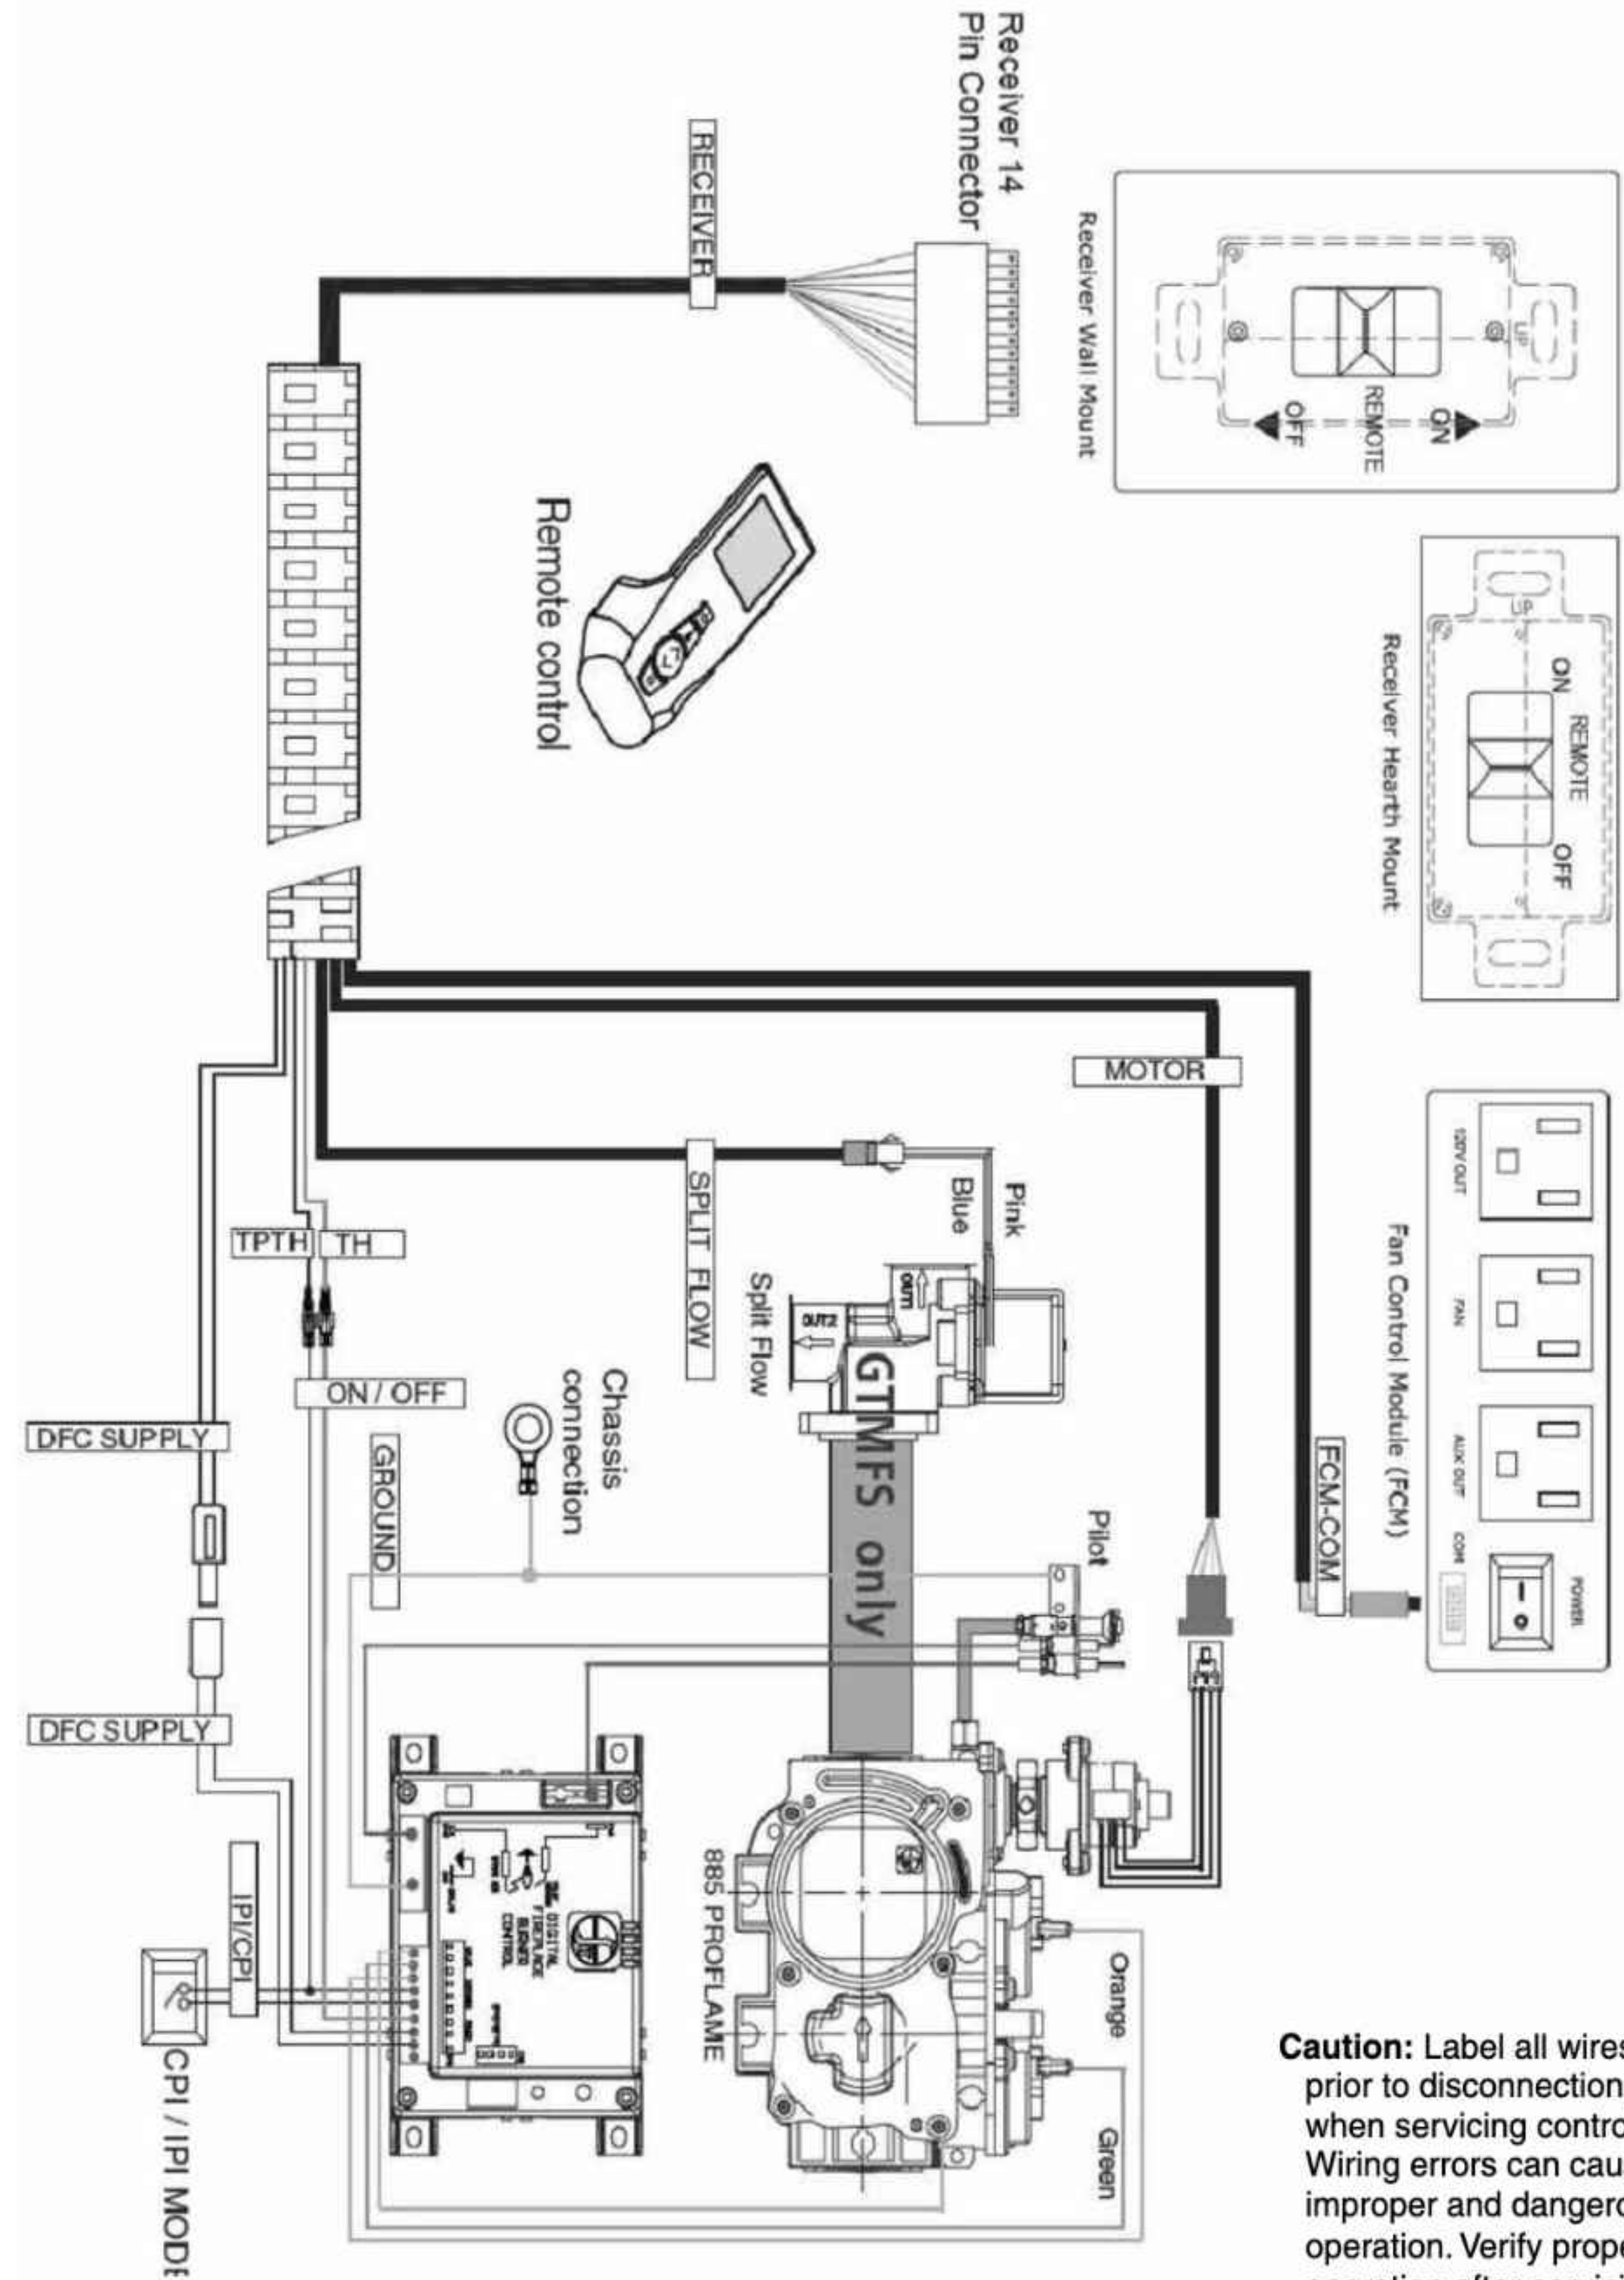 Receiver 14
Pin Connector
RECEIVER
Receiver Wall Mount
UP
ON
REMOTE
OFF
Remote control
Receiver Hearth Mount
UP
ON
REMOTE
OFF
MOTOR
Pink
Blue
SPLIT FLOW
Split Flow
OUT1
OUT2
GTMFS only
TPTH
TH
ON / OFF
DFC SUPPLY
GROUND
Chassis
connection
Fan Control Module (FCM)
120V OUT
FAN
AUX OUT
COM
POWER
FCM-COM
Pilot
DFC SUPPLY
IPI/CPI
CPI / IPI MODE
DIGITAL
FIREPLACE
BURNER
CONTROL
885 PROFLAME
Orange
Green
Caution: Label all wires
prior to disconnection
when servicing contro
Wiring errors can cau
improper and dangero
operation. Verify prope